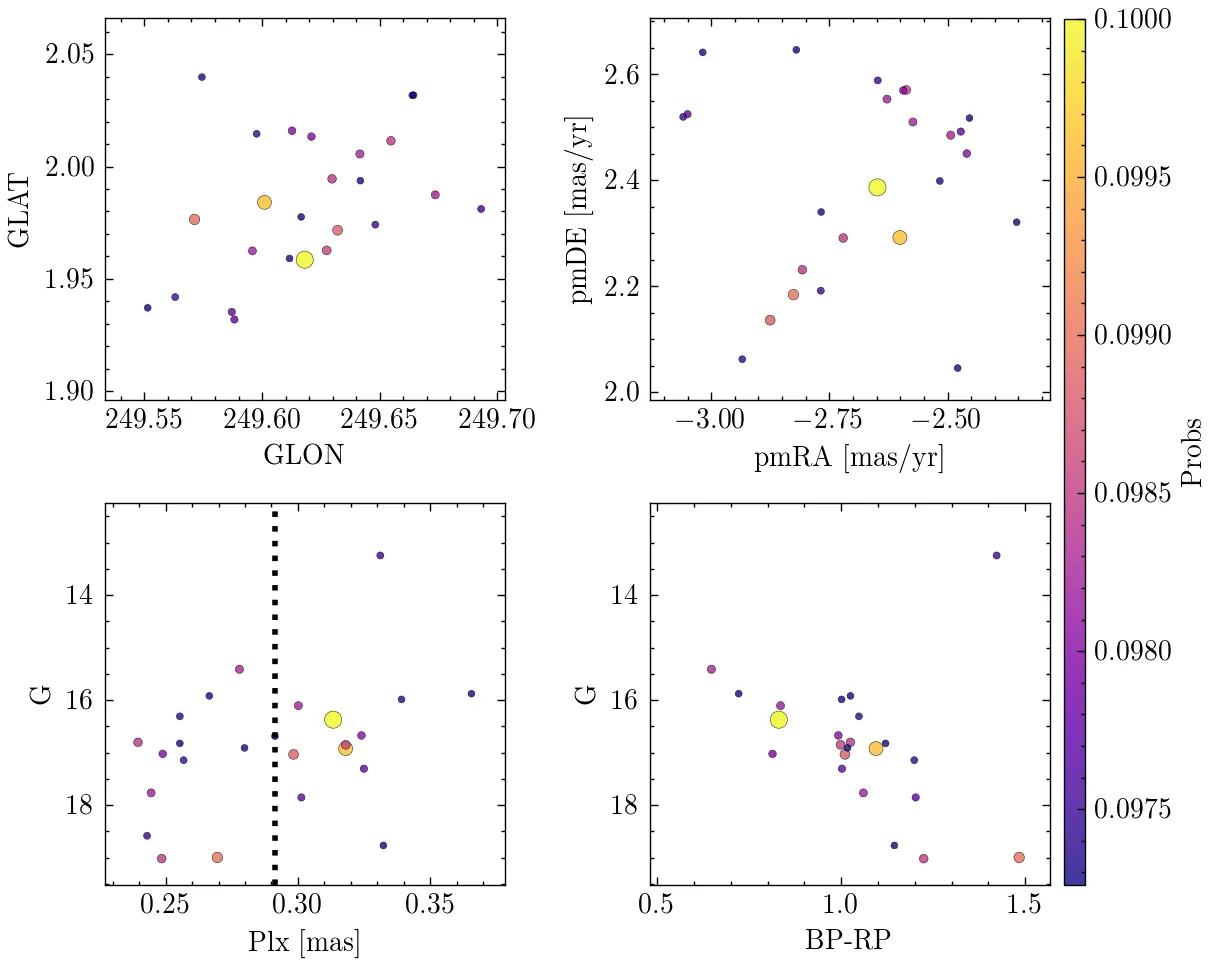 2.05
2.00
1.95
1.90
GLAT
249.55 249.60 249.65 249.70
GLON
2.6
2.4
2.2
2.0
pmDE [mas/yr]
−3.00 −2.75 −2.50
pmRA [mas/yr]
14
16
18
G
0.25 0.30 0.35
Plx [mas]
14
16
18
G
0.5 1.0 1.5
BP-RP
0.1000
0.0995
0.0990
0.0985
0.0980
0.0975
Probs